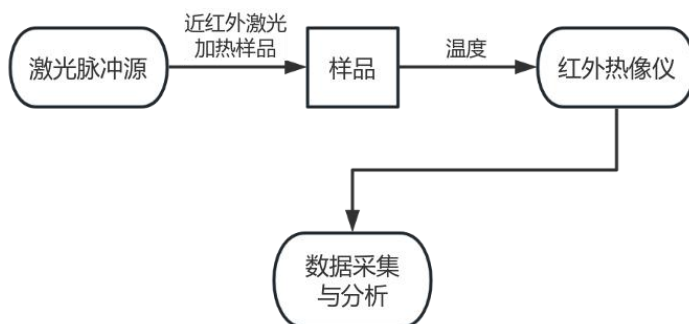 近红外激光
加热样品
激光脉冲源
样品
温度
红外热像仪
数据采集
与分析